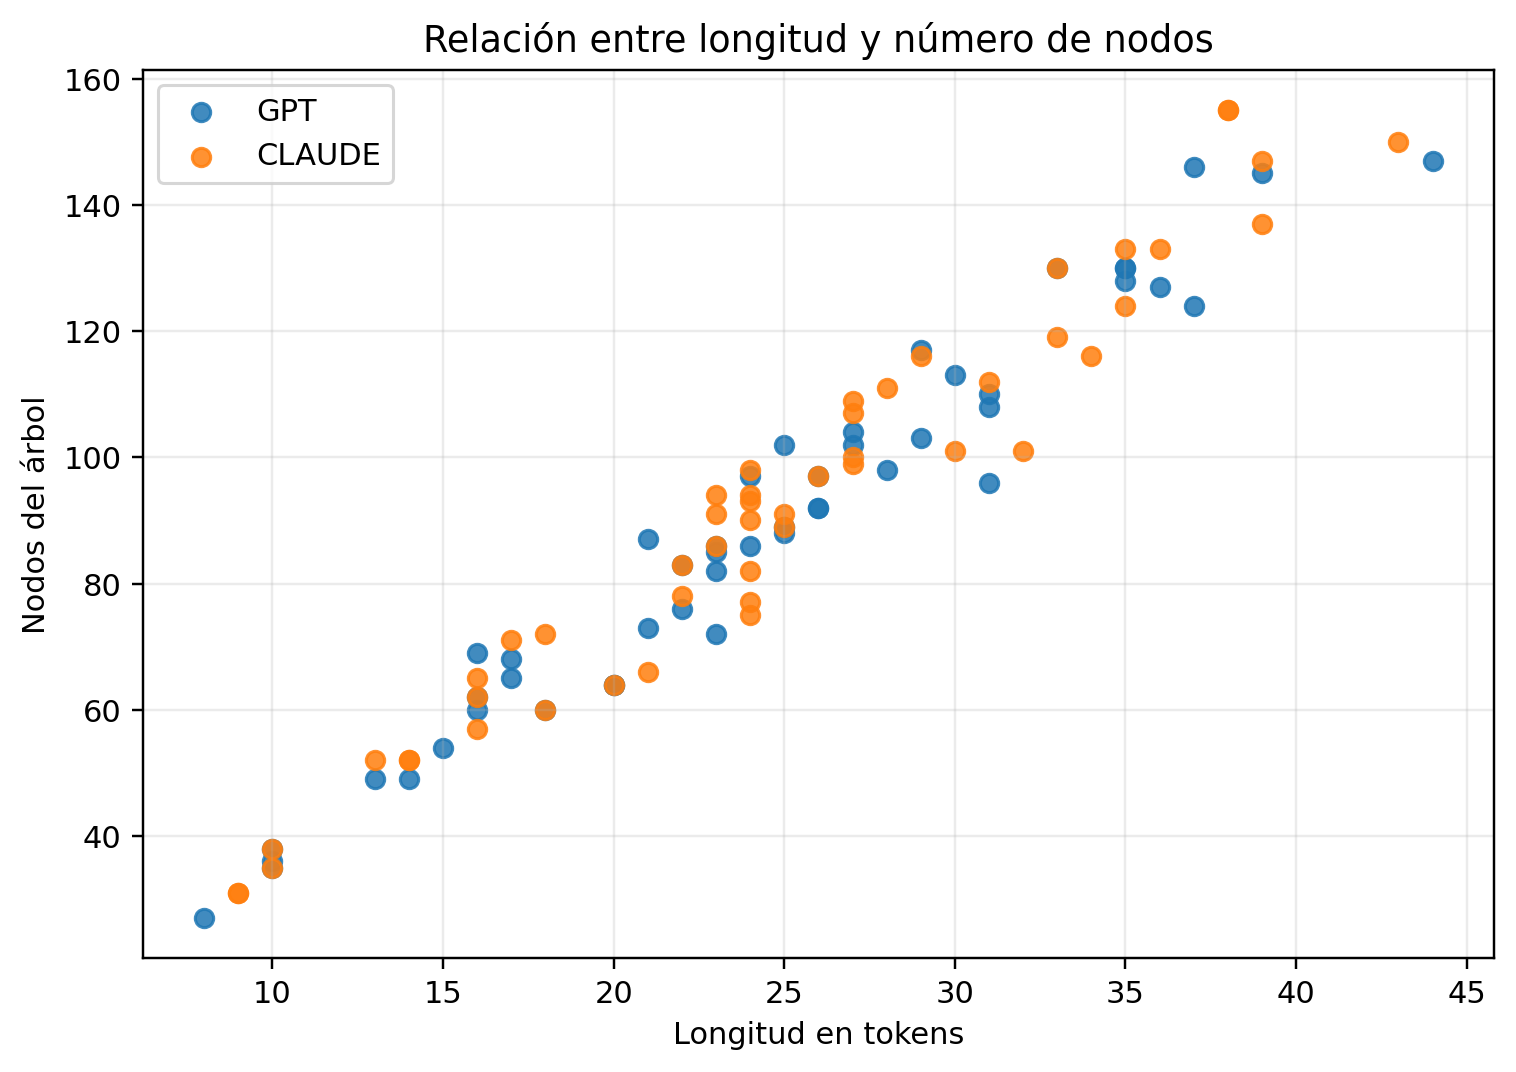 Relación entre longitud y número de nodos
GPT
CLAUDE
Nodos del árbol
160
140
120
100
80
60
40
10 15 20 25 30 35 40 45
Longitud en tokens